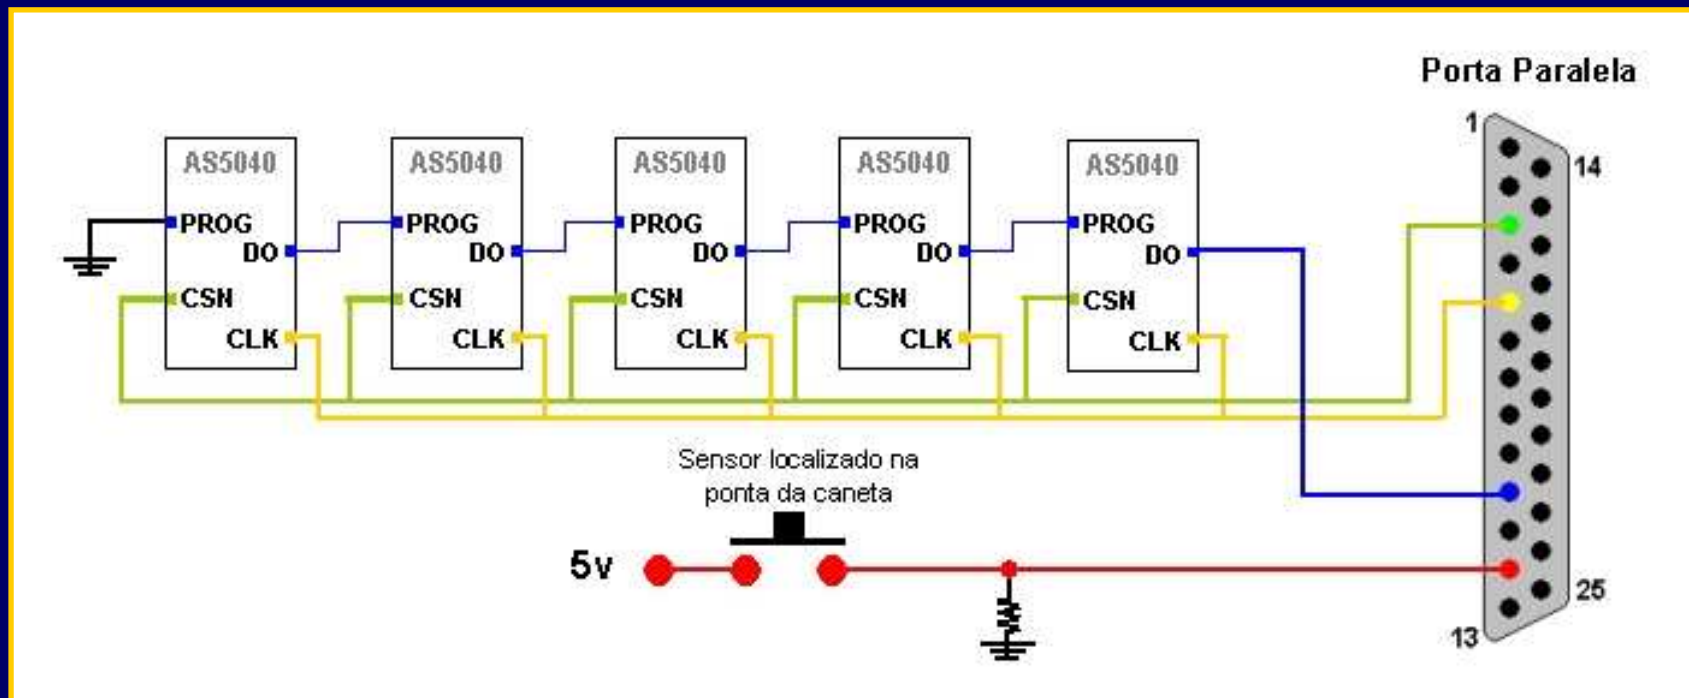 Porta Paralela
1
14
AS5040
AS5040
AS5040
AS5040
AS5040
PROG
DO
CSN
CLK
PROG
DO
CSN
CLK
PROG
DO
CSN
CLK
PROG
DO
CSN
CLK
PROG
DO
CSN
CLK
Sensor localizado na
ponta da caneta
5v
25
13